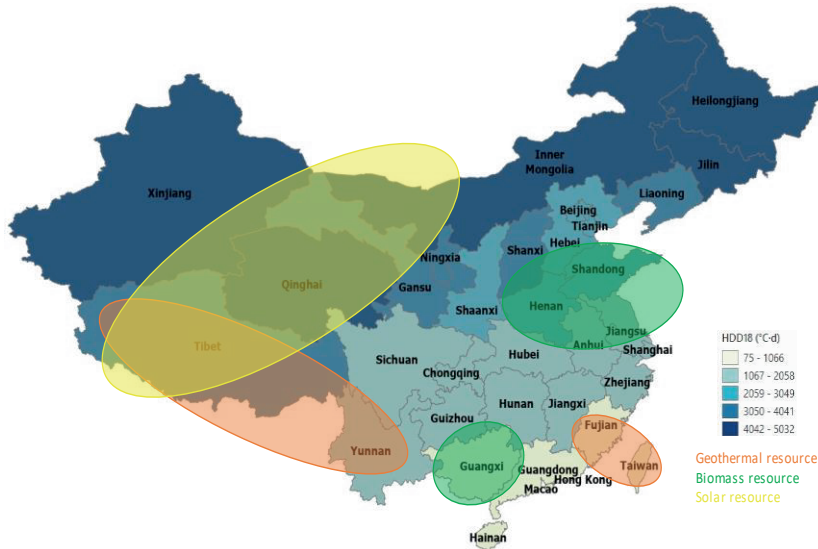 Heilongjiang
Jilin
Inner
Mongolia
Liaoning
Xinjiang
Beijing
Tianjin
Hebei
Shanxi
Ningxia
Shandong
Qinghai
Gansu
Shaanxi
Henan
Jiangsu
Anhui
Shanghai
Tibet
Sichuan
Hubei
Chongqing
Zhejiang
Hunan
Jiangxi
Guizhou
Fujian
Yunnan
Guangxi
Guangdong
Taiwan
Hong Kong
Macao
Hainan
HDD18 (°C·d)
75 - 1066
1067 - 2058
2059 - 3049
3050 - 4041
4042 - 5032
Geothermal resource
Biomass resource
Solar resource